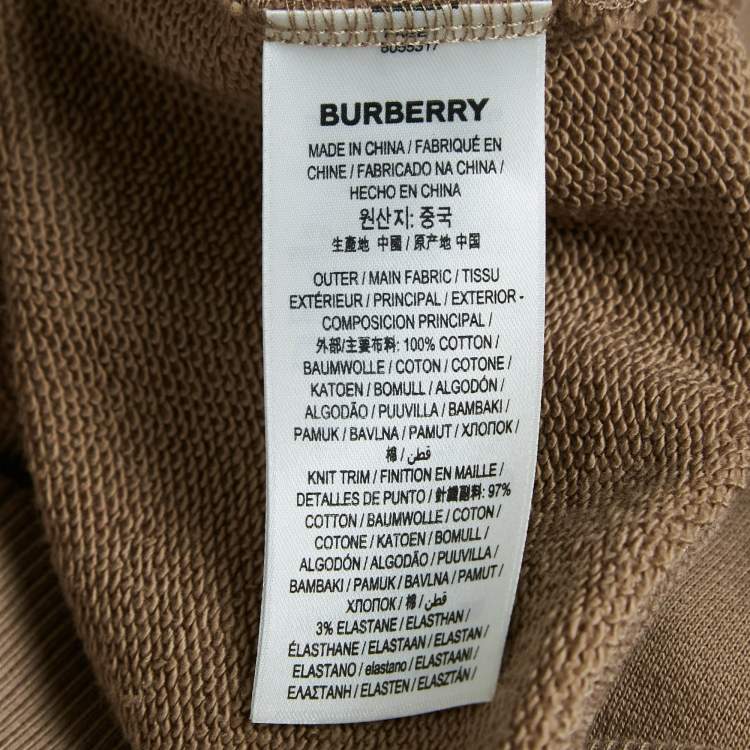 BURBERRY
MADE IN CHINA / FABRIQUÉ EN
CHINE / FABRICADO NA CHINA /
HECHO EN CHINA
원산지: 중국
生產地 中國 / 原产地 中国
OUTER / MAIN FABRIC / TISSU
EXTÉRIEUR / PRINCIPAL / EXTERIOR -
COMPOSICION PRINCIPAL /
外部/主要布料: 100% COTTON /
BAUMWOLLE / COTON / COTONE /
KATOEN / BOMULL / ALGODÓN /
ALGODÃO / PUUVILLA / BAMBAKI /
PAMUK / BAVLNA / PAMUT / ХЛОПОК /
棉 / قطن
KNIT TRIM / FINITION EN MAILLE /
DETALLES DE PUNTO / 針織副料: 97%
COTTON / BAUMWOLLE / COTON /
COTONE / KATOEN / BOMULL /
ALGODÓN / ALGODÃO / PUUVILLA /
BAMBAKI / PAMUK / BAVLNA / PAMUT /
ХЛОПОК / 棉 / قطن
3% ELASTANE / ELASTHAN /
ÉLASTHANE / ELASTAAN / ELASTAN /
ELASTANO / elastano / ELASTAANI /
ΕΛΑΣΤΑΝΗ / ELASTEN / ELASZTÁN /